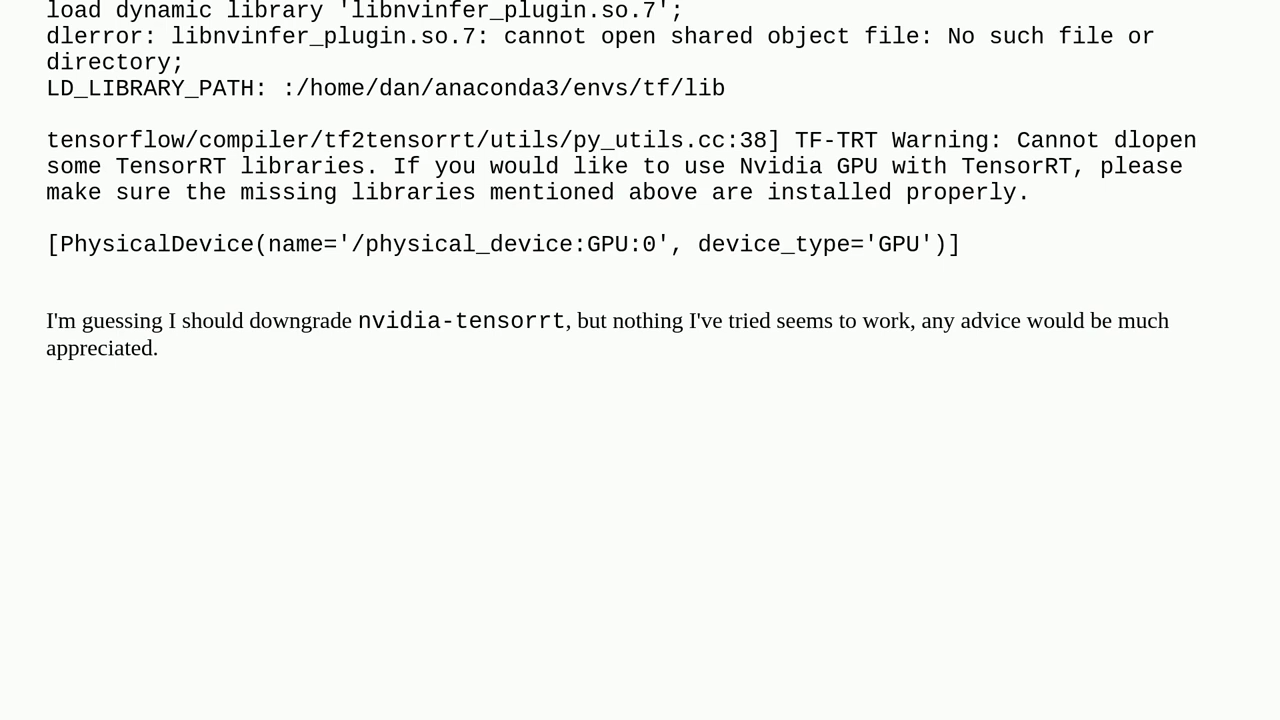 load dynamic library 'libnvinfer_plugin.so.7';
dlerror: libnvinfer_plugin.so.7: cannot open shared object file: No such file or
directory;
LD_LIBRARY_PATH: :/home/dan/anaconda3/envs/tf/lib
tensorflow/compiler/tf2tensorrt/utils/py_utils.cc:38] TF-TRT Warning: Cannot dlopen
some TensorRT libraries. If you would like to use Nvidia GPU with TensorRT, please
make sure the missing libraries mentioned above are installed properly.
[PhysicalDevice(name='/physical_device:GPU:0', device_type='GPU')]
I'm guessing I should downgrade nvidia-tensorrt, but nothing I've tried seems to work, any advice would be much
appreciated.